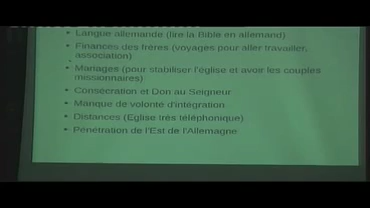 • Langue allemande (lire la Bible en allemand)
• Finances des frères (voyages pour aller travailler,
association)
• Mariages (pour stabiliser l'église et avoir les couples
missionnaires)
• Consécration et Don au Seigneur
• Manque de volonté d'intégration
• Distances (Eglise très téléphonique)
• Pénétration de l'Est de l'Allemagne